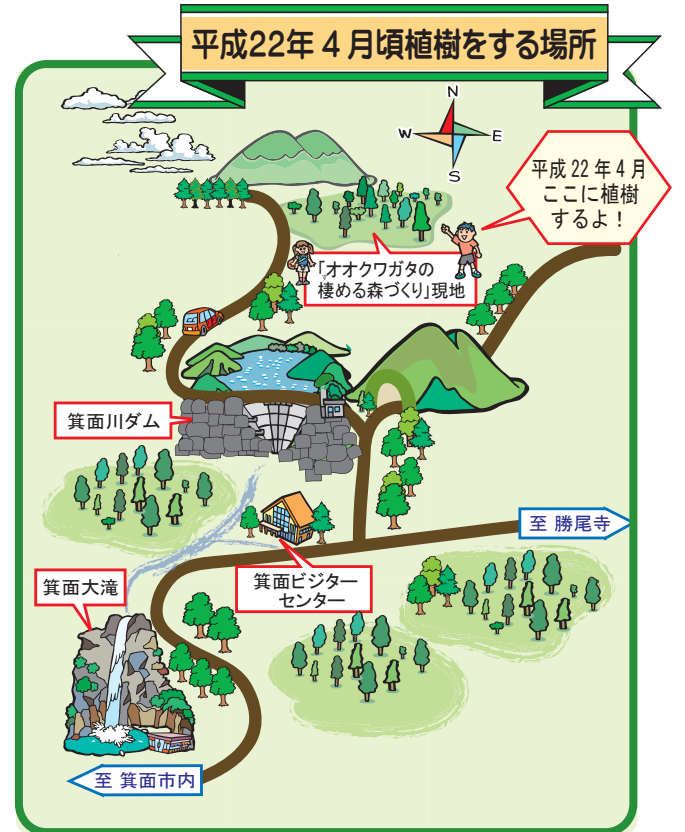 平成22年4月頃植樹をする場所
N
W
E
S
平成22年4月
ここに植樹
するよ！
「オオクワガタの
棲める森づくり」現地
す
箕面川ダム
至 勝尾寺
箕面ビジター
センター
箕面大滝
至 箕面市内